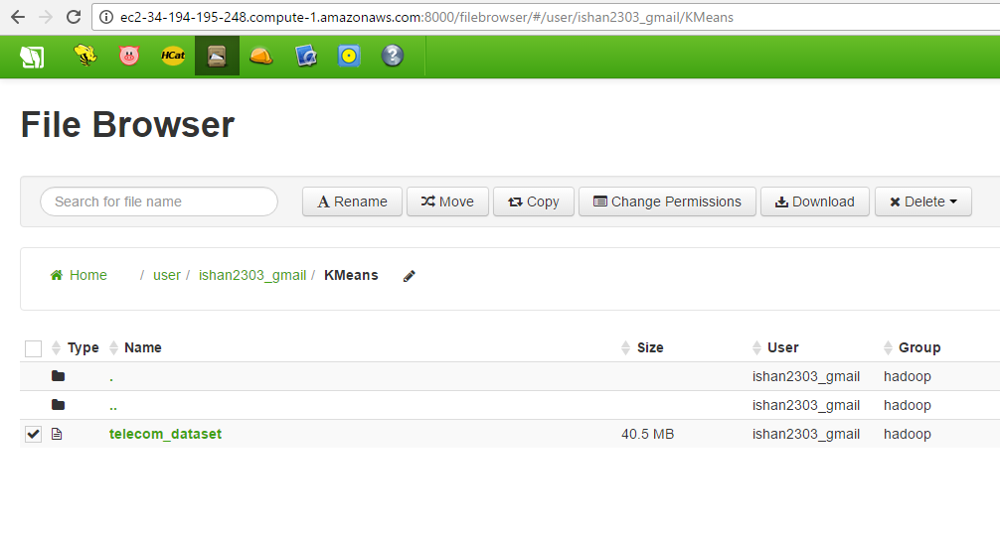 ec2-34-194-195-248.compute-1.amazonaws.com:8000/filebrowser/#/user/ishan2303_gmail/KMeans
HCat
File Browser
Search for file name A Rename Move Copy Change Permissions Download Delete
Home / user / ishan2303_gmail / KMeans
Type Name Size User Group
. ishan2303_gmail hadoop
.. ishan2303_gmail hadoop
telecom_dataset 40.5 MB ishan2303_gmail hadoop